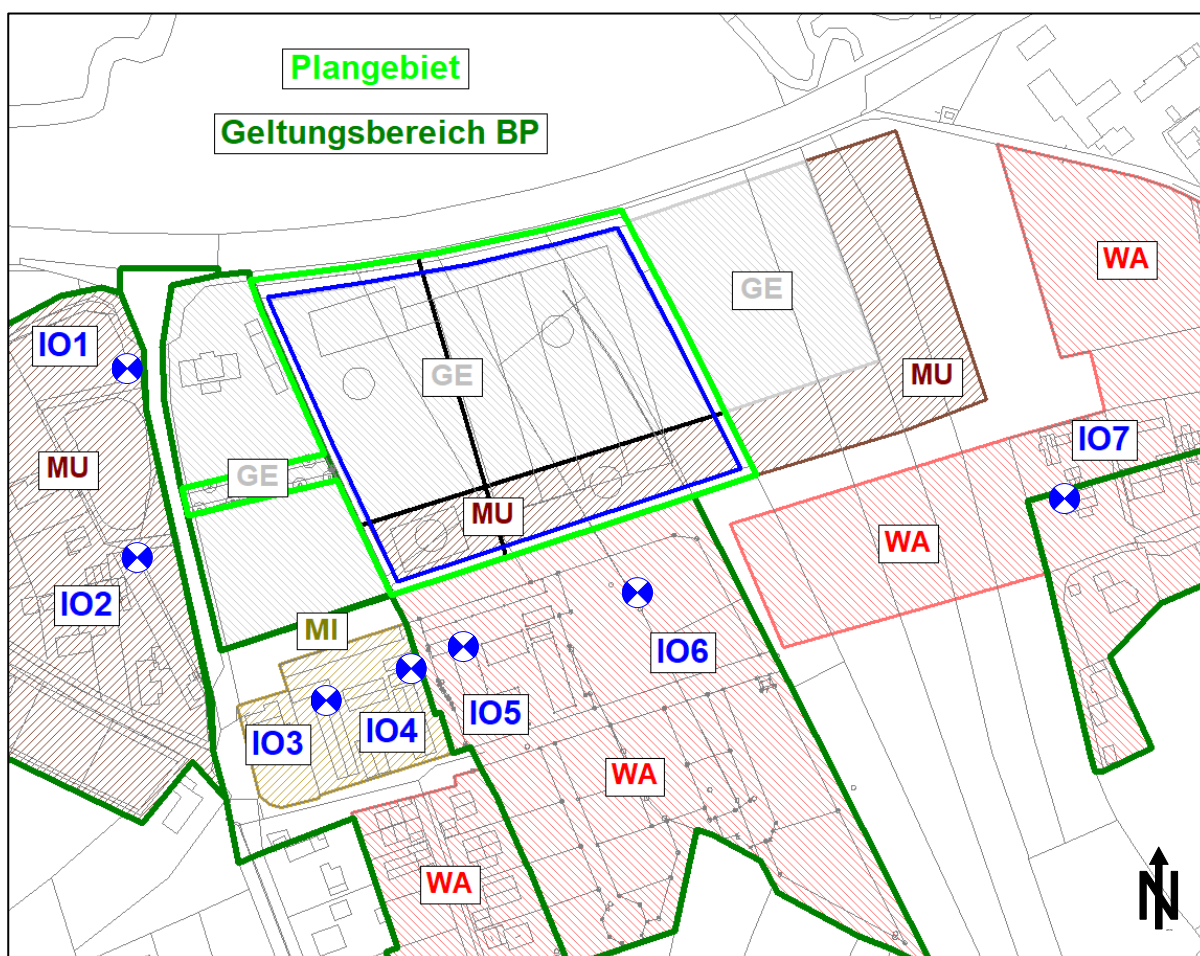 Plangebiet
Geltungsbereich BP
WA
GE
IO1
GE
MU
IO7
MU
GE
MU
WA
IO2
MI
IO6
IO5
IO4
IO3
WA
WA
N